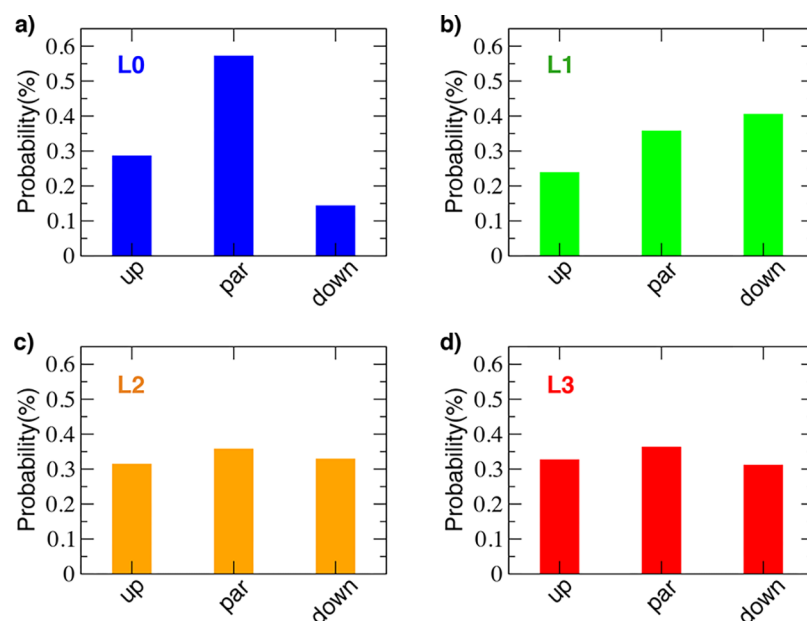 a)
L0
Probability(%)
0.6
0.5
0.4
0.3
0.2
0.1
0
up
par
down
b)
L1
Probability(%)
0.6
0.5
0.4
0.3
0.2
0.1
0
up
par
down
c)
L2
Probability(%)
0.6
0.5
0.4
0.3
0.2
0.1
0
up
par
down
d)
L3
Probability(%)
0.6
0.5
0.4
0.3
0.2
0.1
0
up
par
down